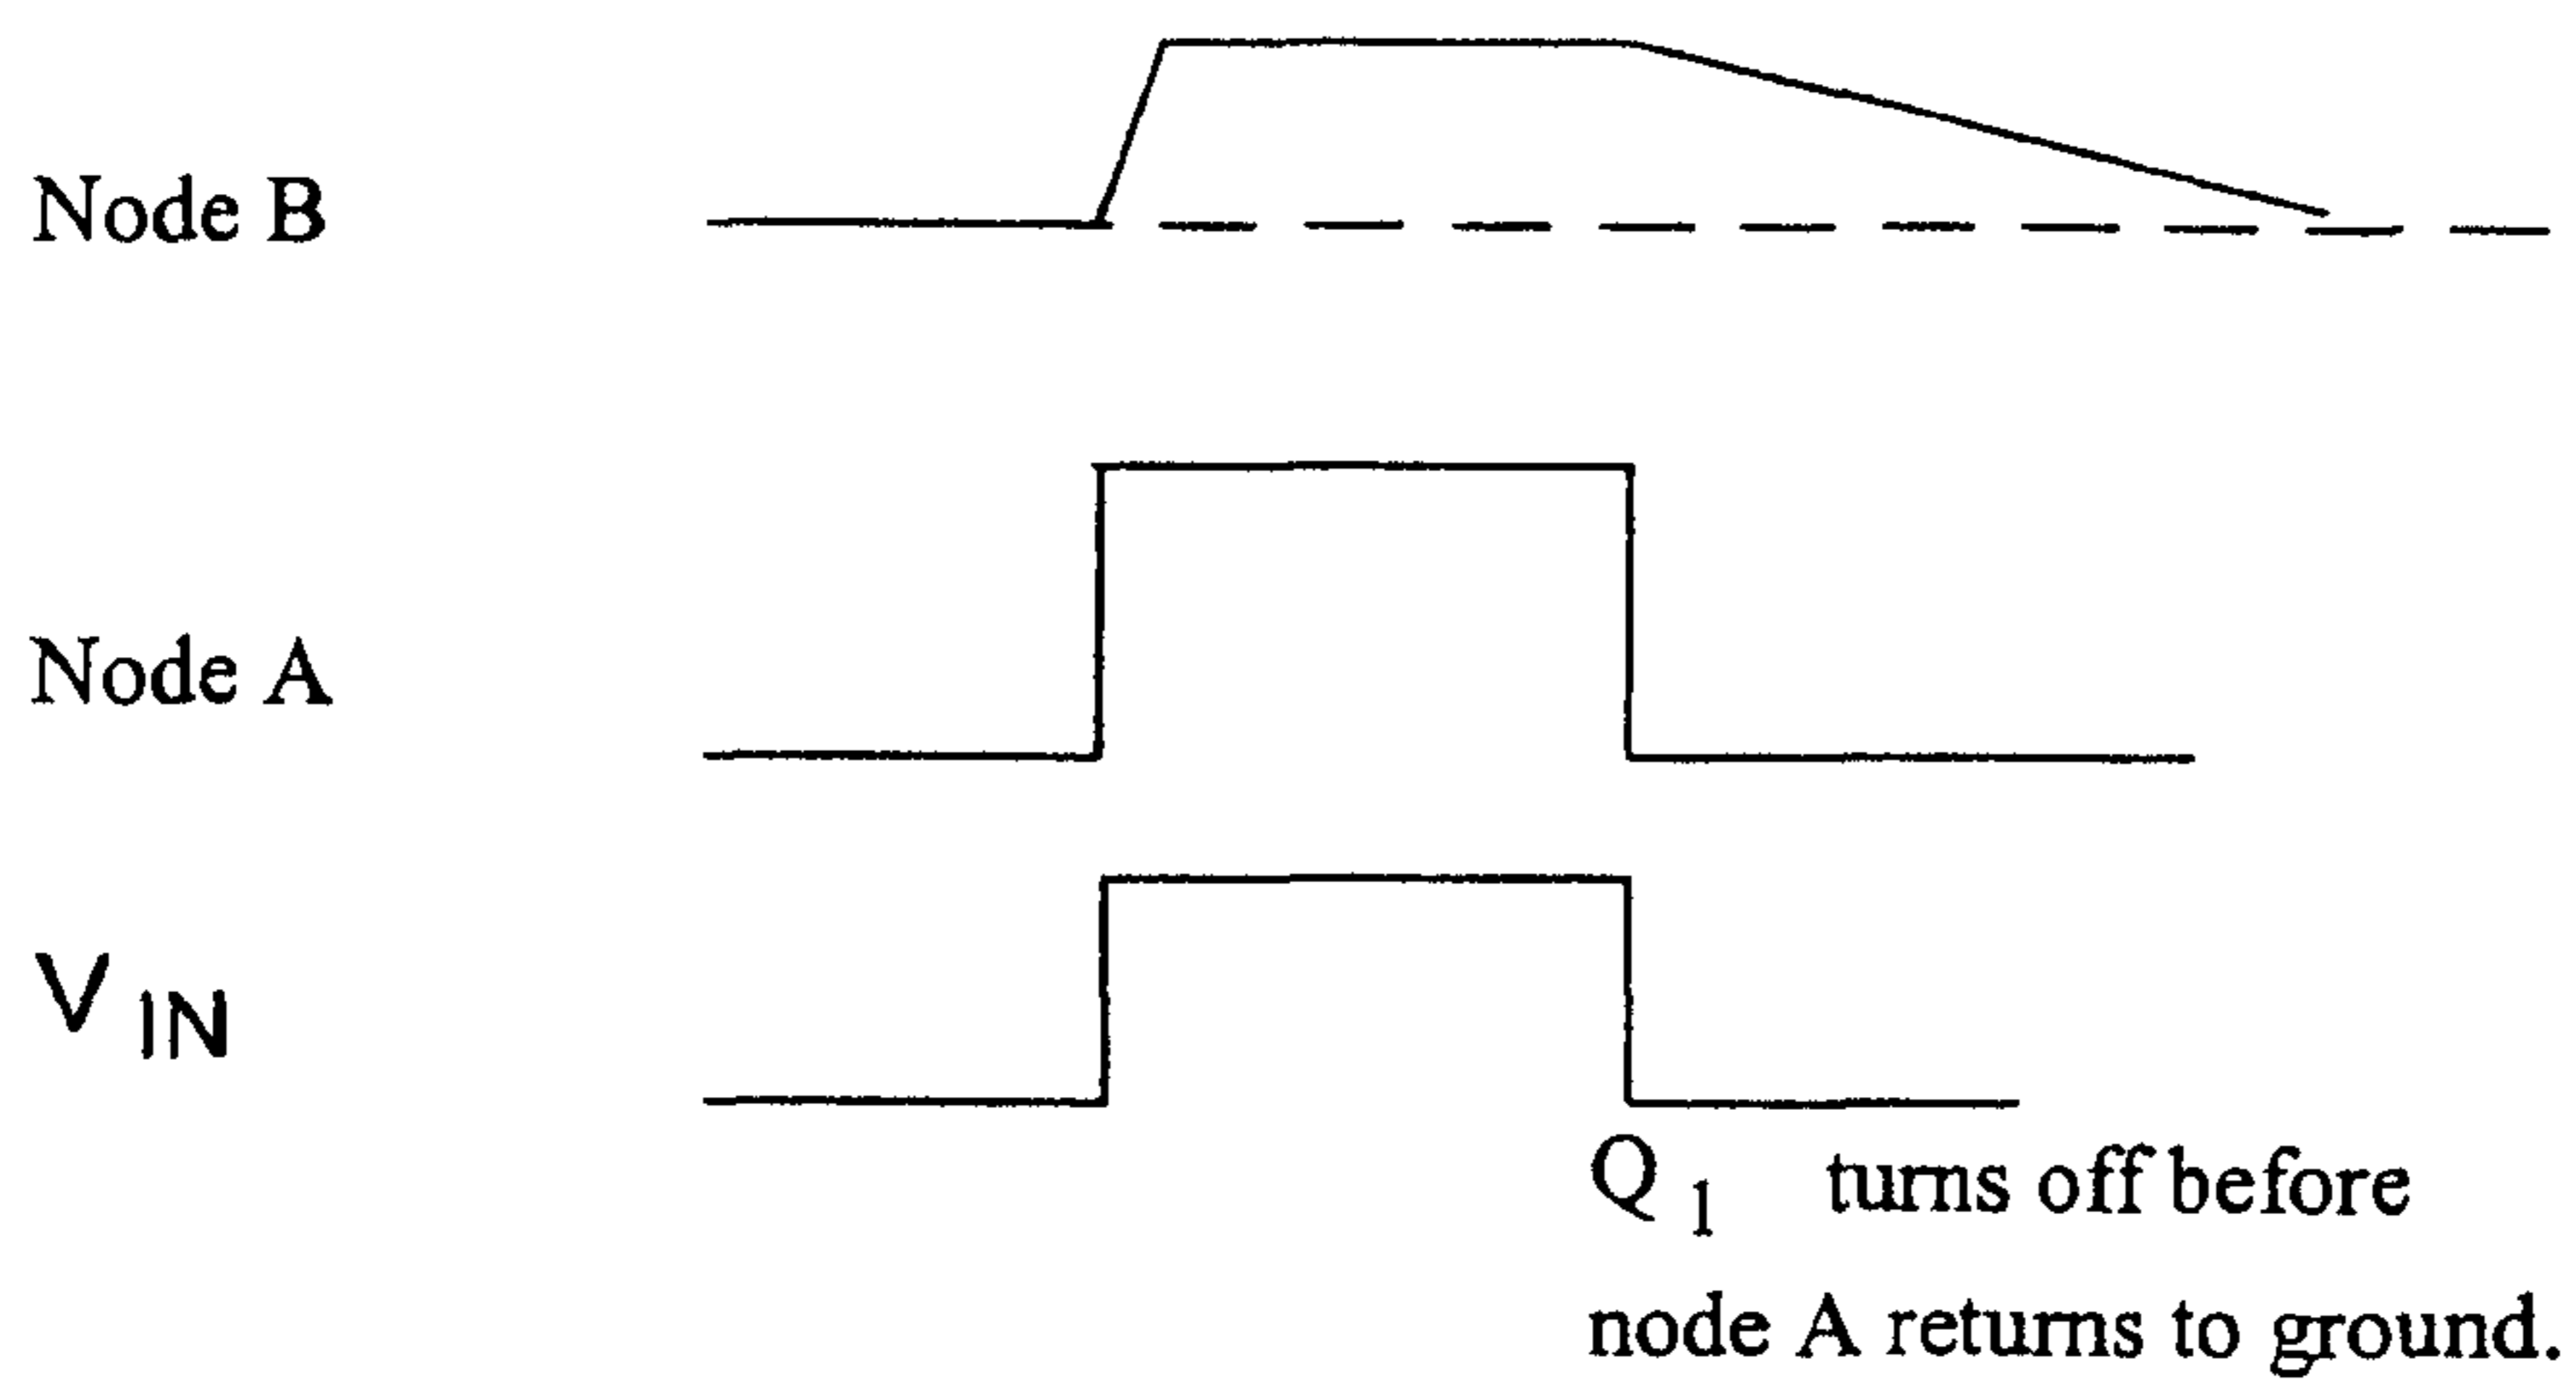 Node B
Node A
V IN
Q 1 turns off before
node A returns to ground.